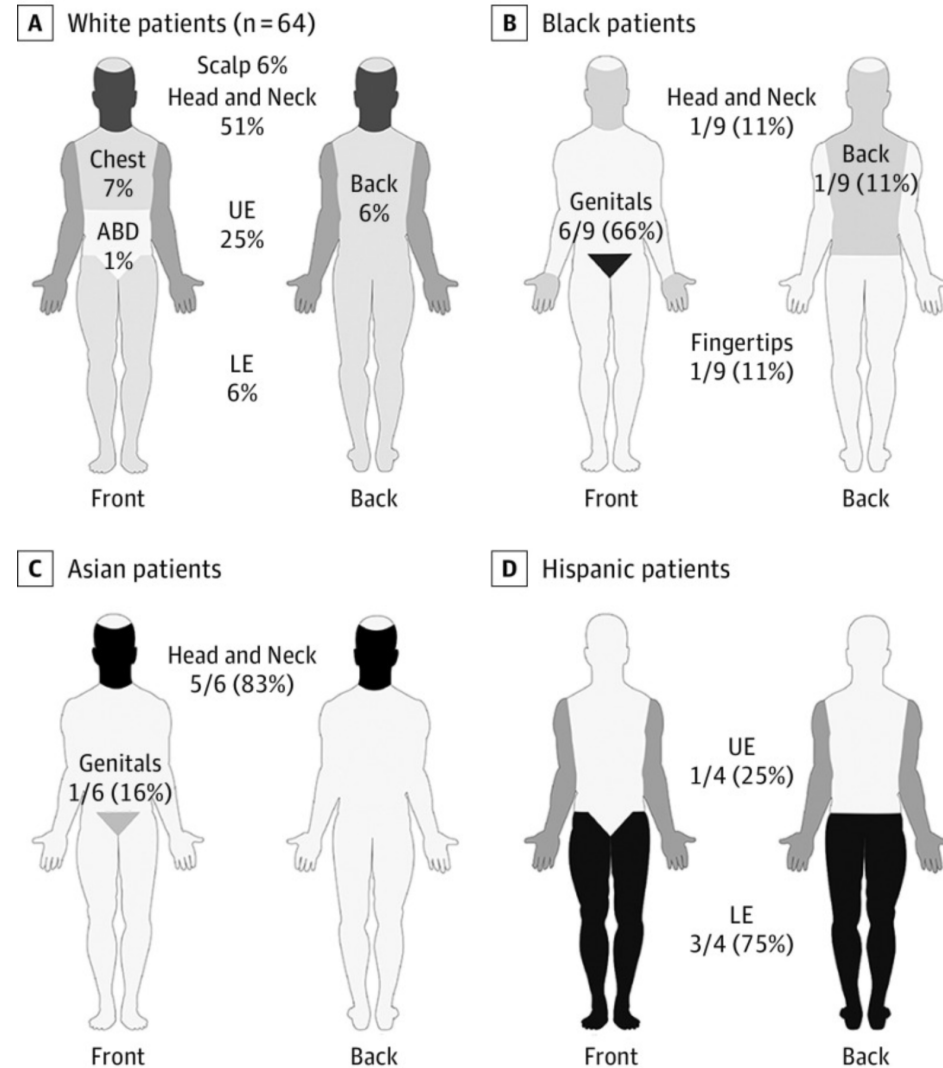 A White patients (n=64)
Scalp 6%
Head and Neck
51%
Chest
7%
ABD
1%
UE
25%
LE
6%
Back
6%
Front
Back
B Black patients
Head and Neck
1/9 (11%)
Genitals
6/9 (66%)
Back
1/9 (11%)
Fingertips
1/9 (11%)
Front
Back
C Asian patients
Head and Neck
5/6 (83%)
Genitals
1/6 (16%)
Front
Back
D Hispanic patients
UE
1/4 (25%)
LE
3/4 (75%)
Front
Back